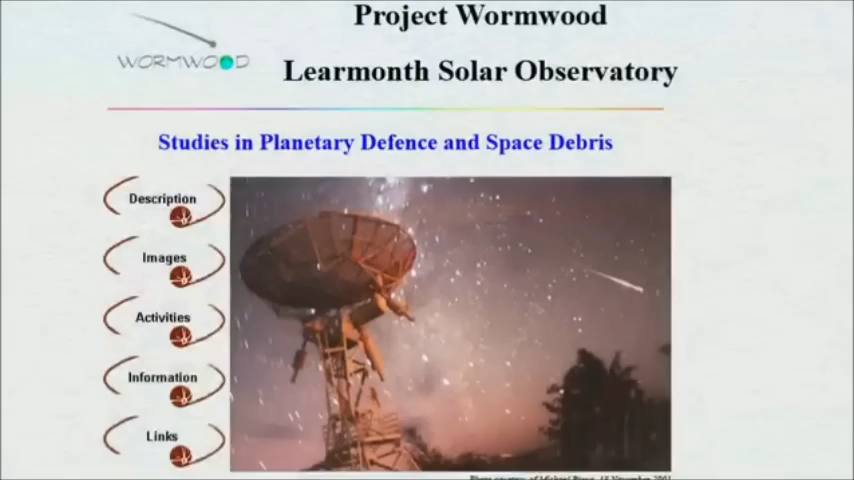 Project Wormwood
WORMWOOD
Learmonth Solar Observatory
Studies in Planetary Defence and Space Debris
Description
Images
Activities
Information
Links